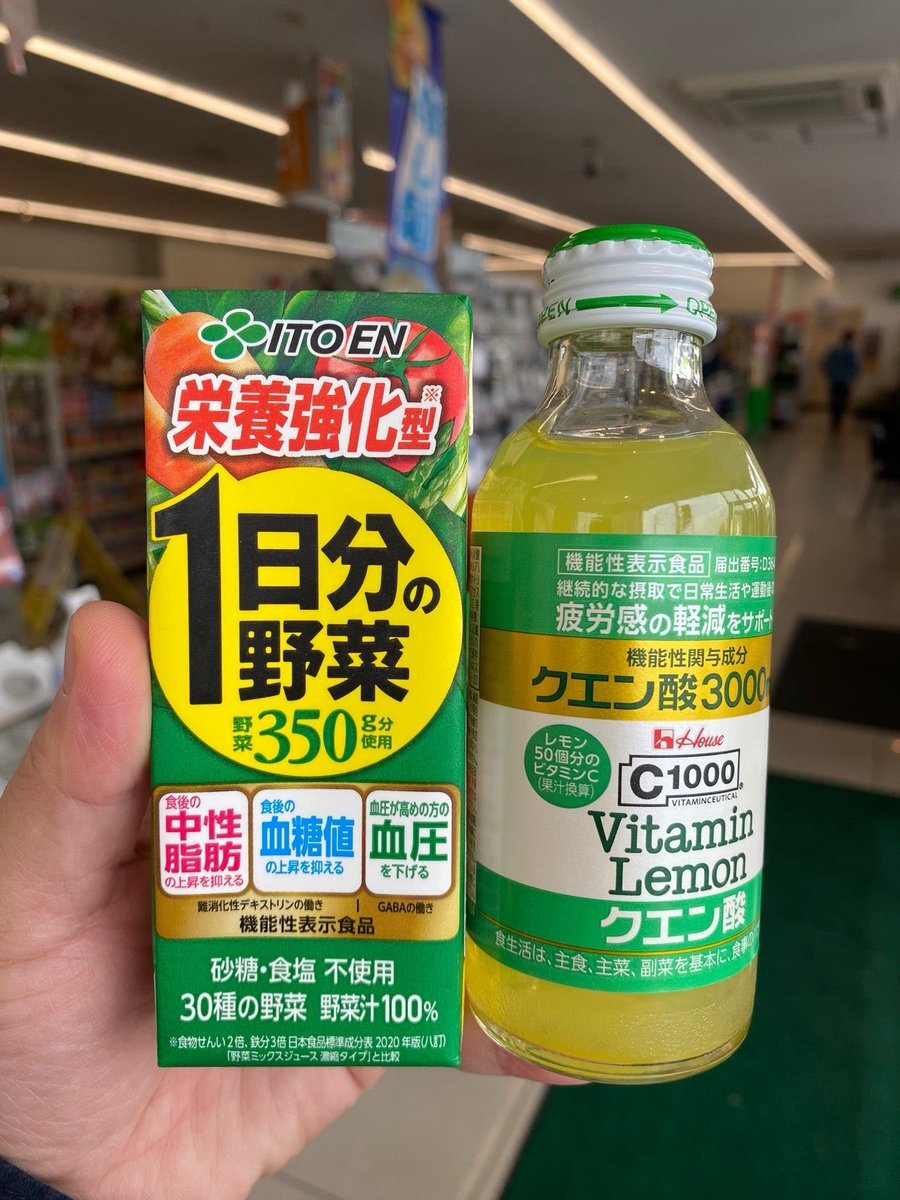 ITO EN
栄養強化型※
1日分の
野菜
野菜350g分使用
食後の
中性
脂肪
の上昇を抑える
食後の
血糖値
の上昇を抑える
血圧が高めの方の
血圧
を下げる
難消化性デキストリンの働き
GABAの働き
機能性表示食品
砂糖・食塩 不使用
30種の野菜 野菜汁100%
※食物せんい2倍、鉄分3倍 日本食品標準成分表 2020年版(八訂)
「野菜ミックスジュース 濃縮タイプ」と比較
機能性表示食品 届出番号:D3
継続的な摂取で日常生活や運動後
疲労感の軽減をサポート
機能性関与成分
クエン酸3000
レモン
50個分の
ビタミンC
(果汁換算)
House
C1000
VITAMINCEUTICAL®
Vitamin
Lemon
クエン酸
食生活は、主食、主菜、副菜を基本に、食事の